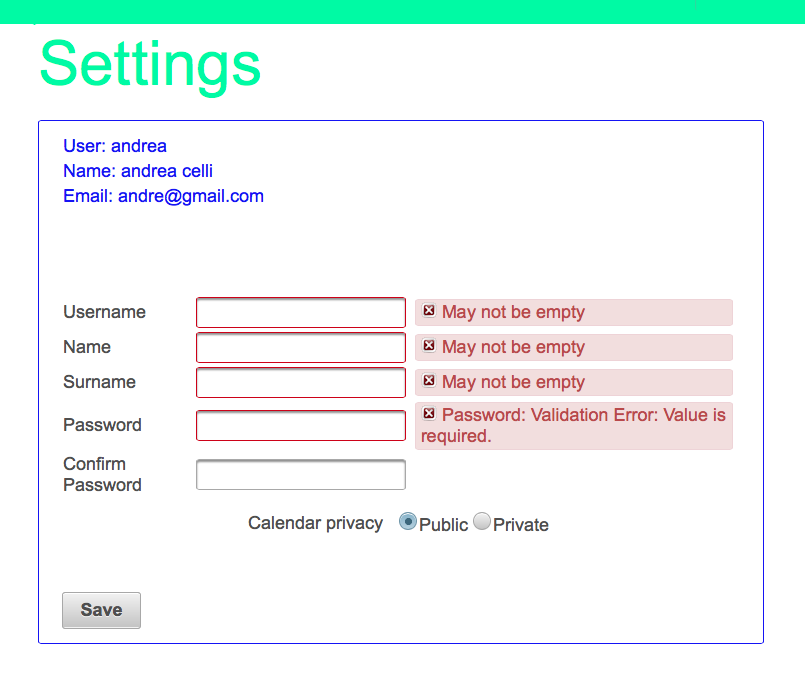 Settings
User: andrea
Name: andrea celli
Email: andre@gmail.com
Username May not be empty
Name May not be empty
Surname May not be empty
Password Password: Validation Error: Value is
required.
Confirm
Password
Calendar privacy Public Private
Save